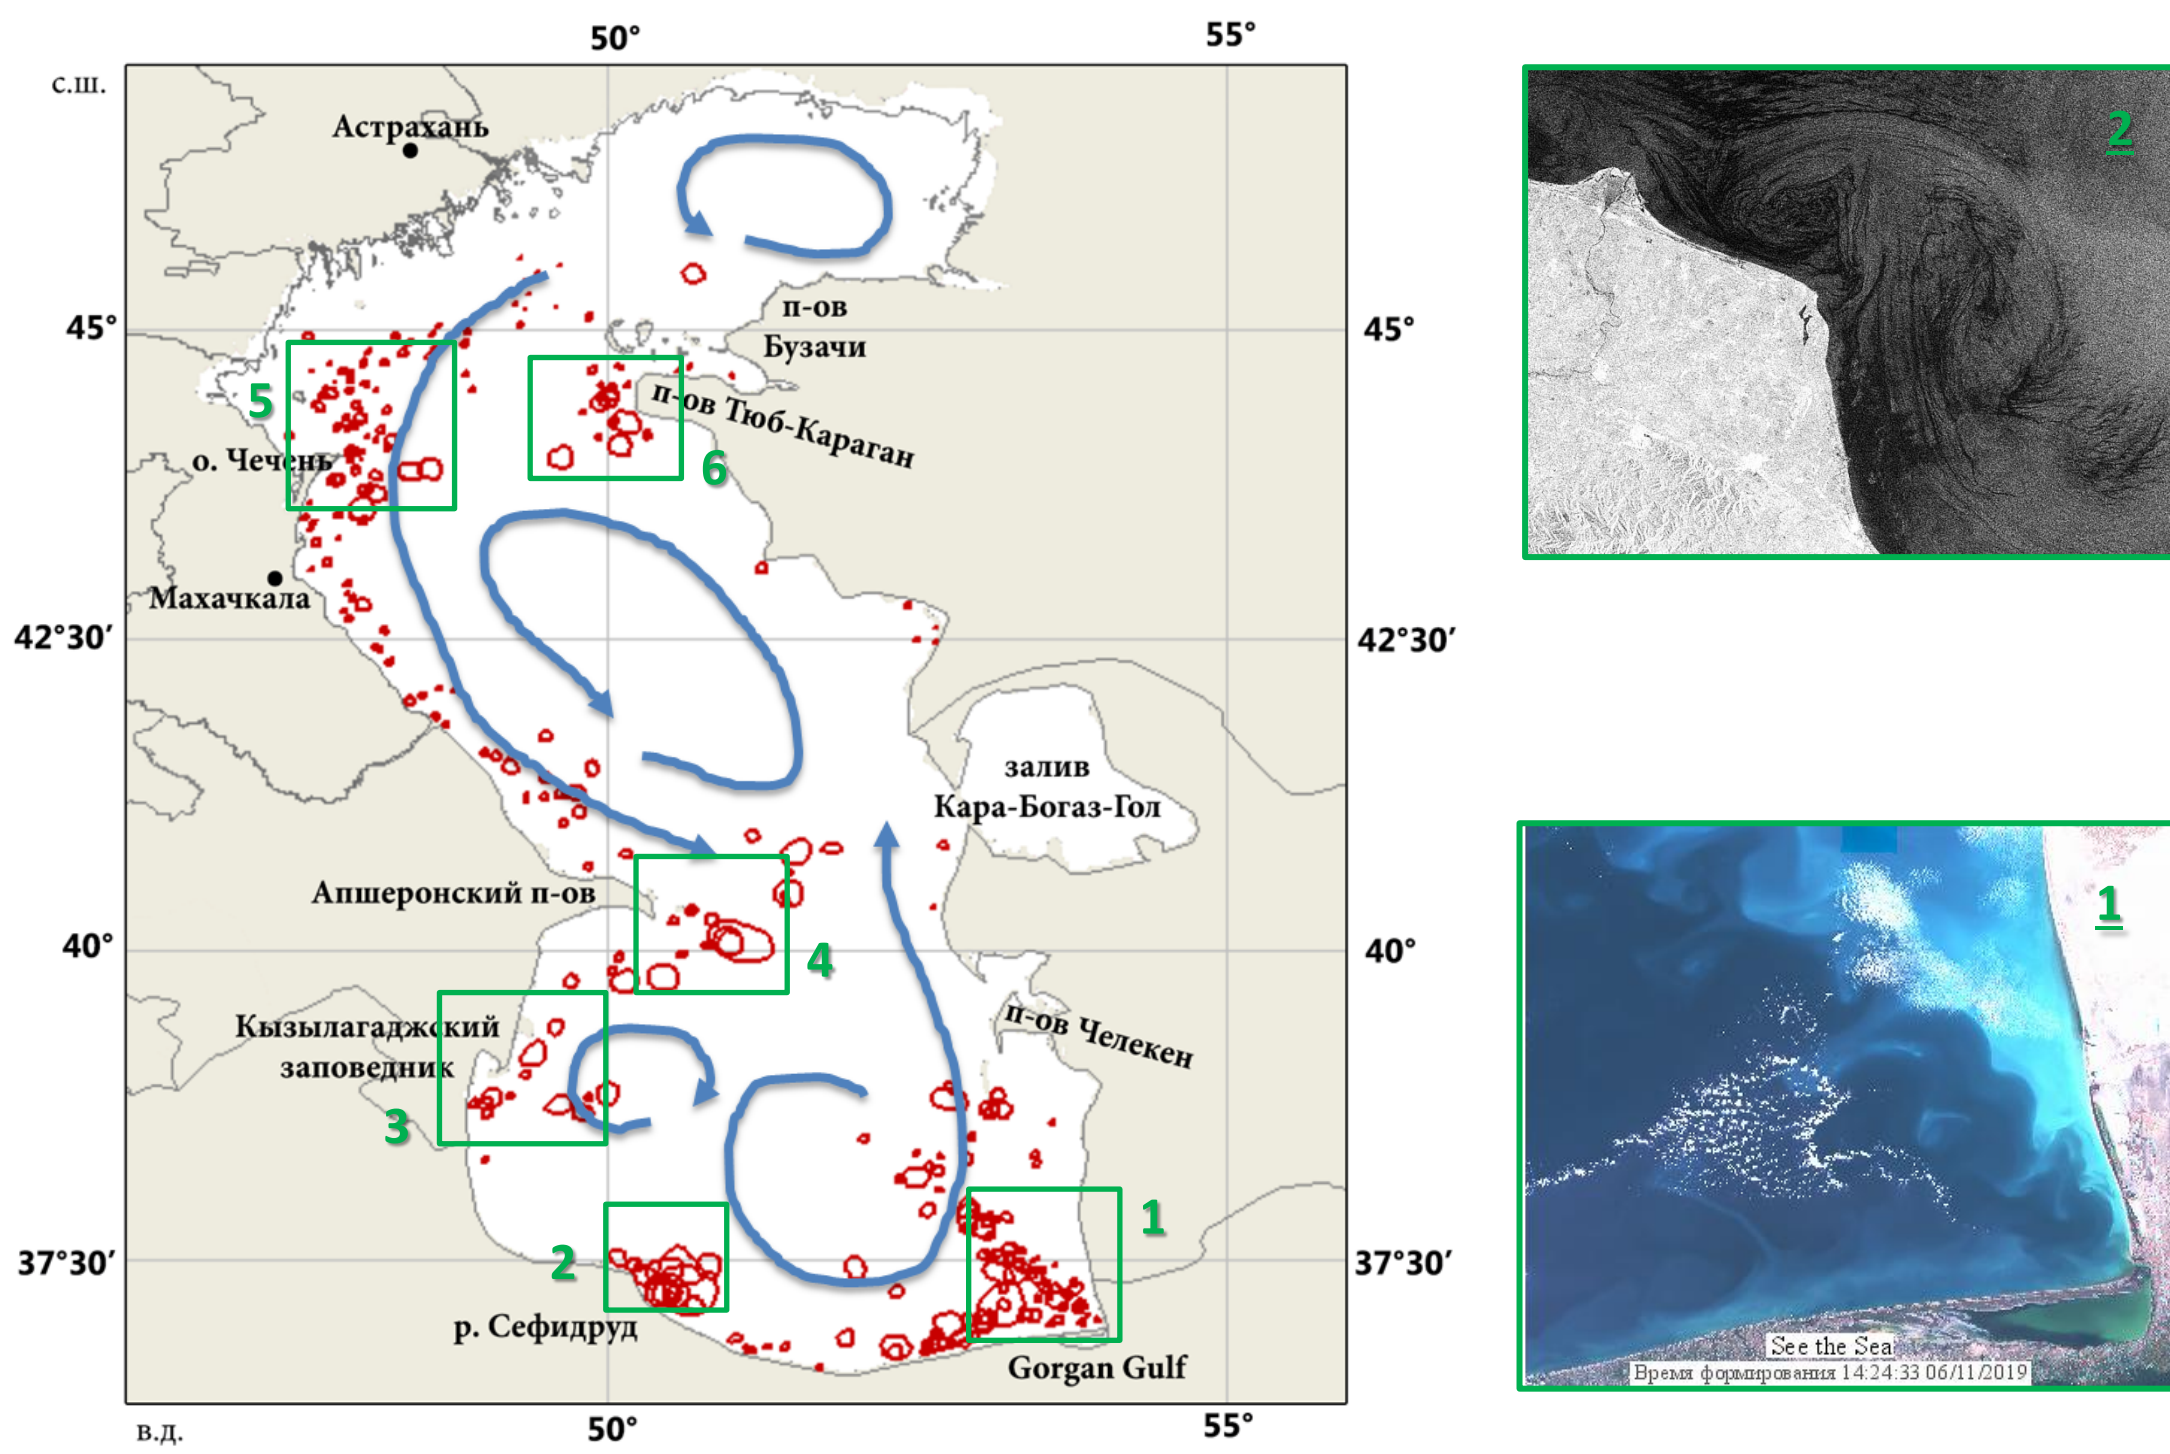 50°
55°
с.ш.
Астрахань
45°
45°
п-ов
Бузачи
5
п-ов Тюб-Караган
о. Чечень
6
Махачкала
42°30′
42°30′
залив
Кара-Богаз-Гол
Апшеронский п-ов
40°
4
40°
Кызылагаджский
заповедник
п-ов Челекен
3
1
37°30′
2
37°30′
р. Сефидруд
Gorgan Gulf
в.д.
50°
55°
2
1
See the Sea
Время формирования 14:24:33 06/11/2019